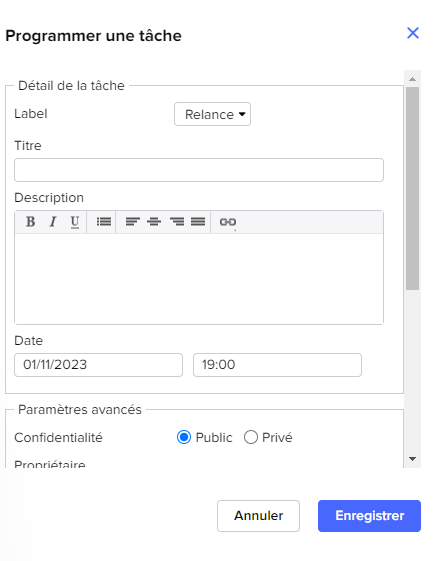 Programmer une tâche
Détail de la tâche
Label
Relance
Titre
Description
B I U
Date
01/11/2023 19:00
Paramètres avancés
Confidentialité Public Privé
Propriétaire
Annuler Enregistrer